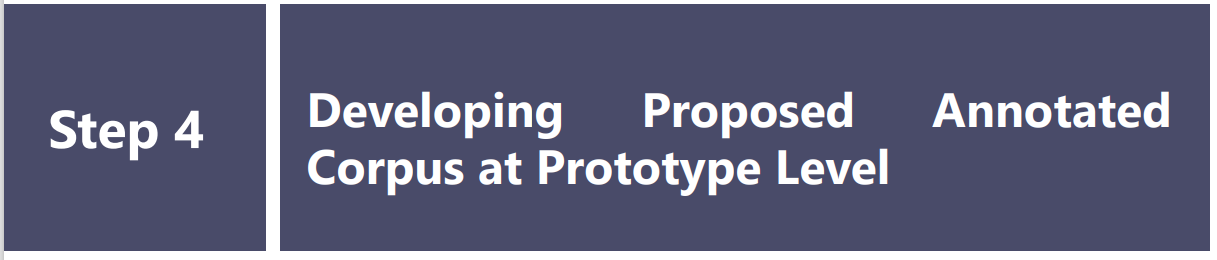 Step 4
Developing Proposed Annotated
Corpus at Prototype Level